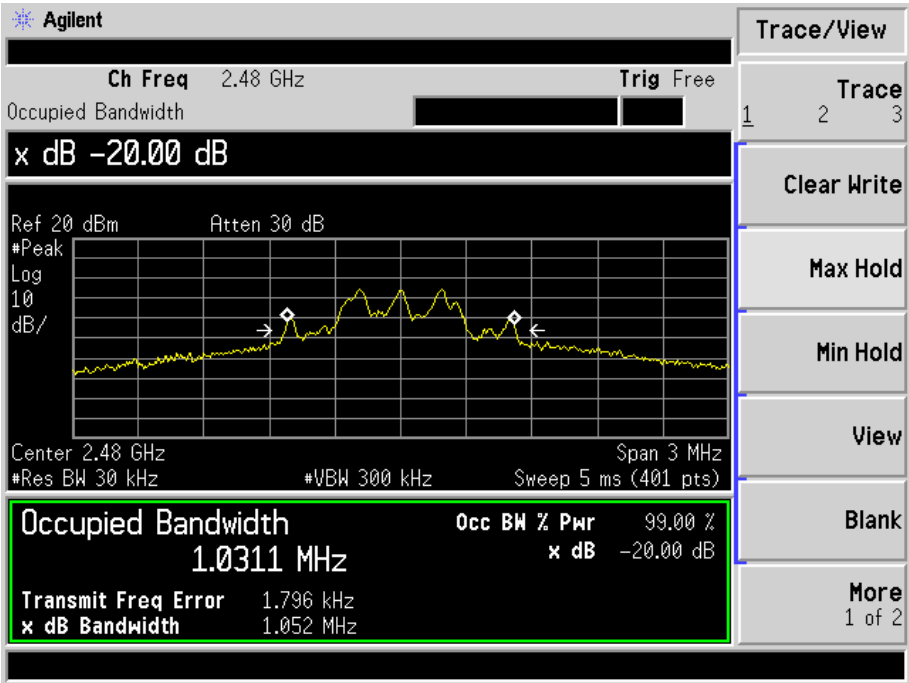 Agilent
Trace/View
Ch Freq 2.48 GHz Trig Free
Occupied Bandwidth
Trace
1 2 3
x dB -20.00 dB
Clear Write
Ref 20 dBm Atten 30 dB
#Peak
Log
10
dB/
Max Hold
Min Hold
View
Center 2.48 GHz Span 3 MHz
#Res BW 30 kHz #VBW 300 kHz Sweep 5 ms (401 pts)
Occupied Bandwidth
1.0311 MHz
Occ BW % Pwr 99.00 %
x dB -20.00 dB
Transmit Freq Error 1.796 kHz
x dB Bandwidth 1.052 MHz
Blank
More
1 of 2